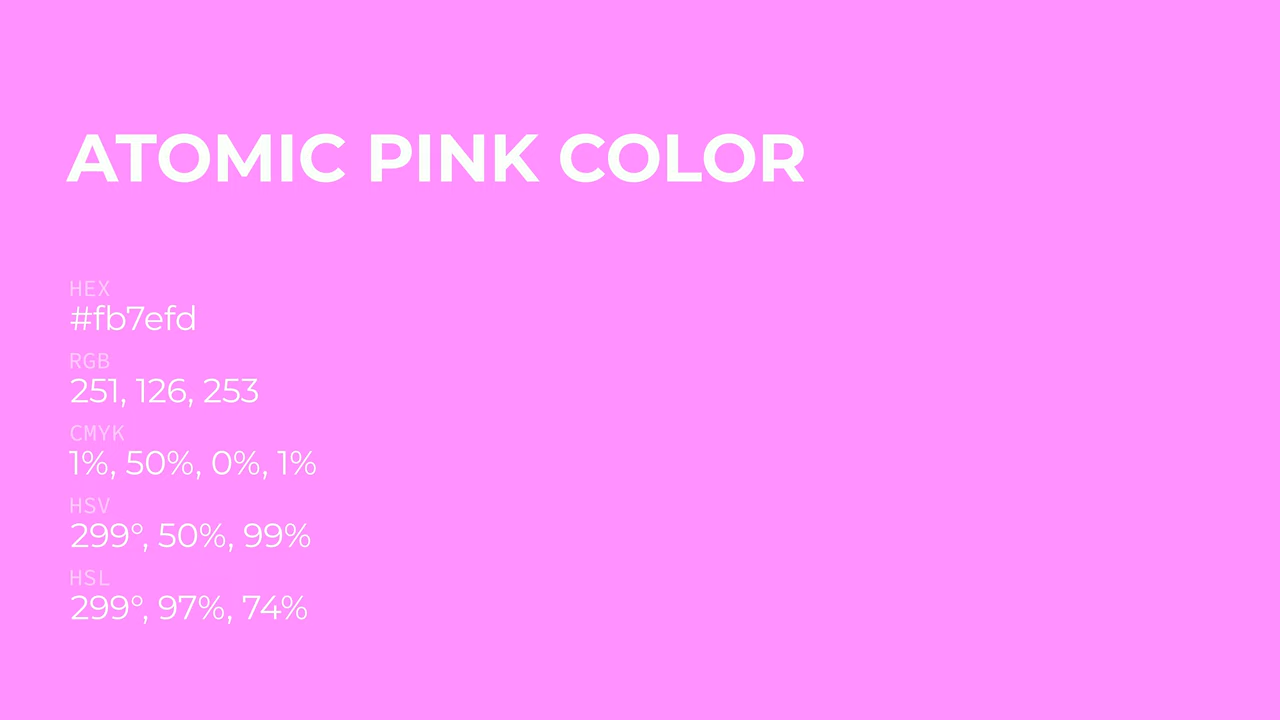 ATOMIC PINK COLOR
HEX
#fb7efd
RGB
251, 126, 253
CMYK
1%, 50%, 0%, 1%
HSV
299°, 50%, 99%
HSL
299°, 97%, 74%